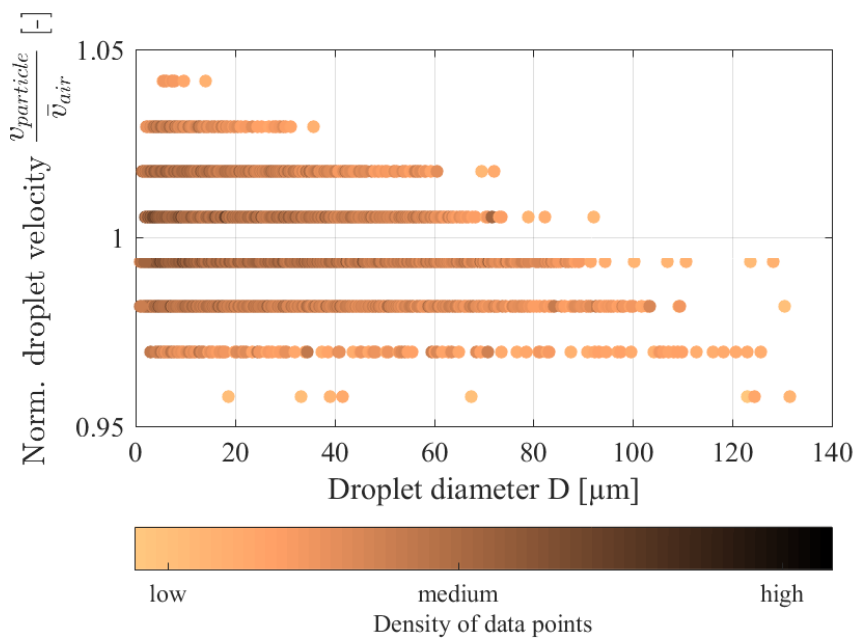 Norm. droplet velocity v_particle / v̄_air [-]
1.05
1
0.95
0 20 40 60 80 100 120 140
Droplet diameter D [µm]
low medium high
Density of data points